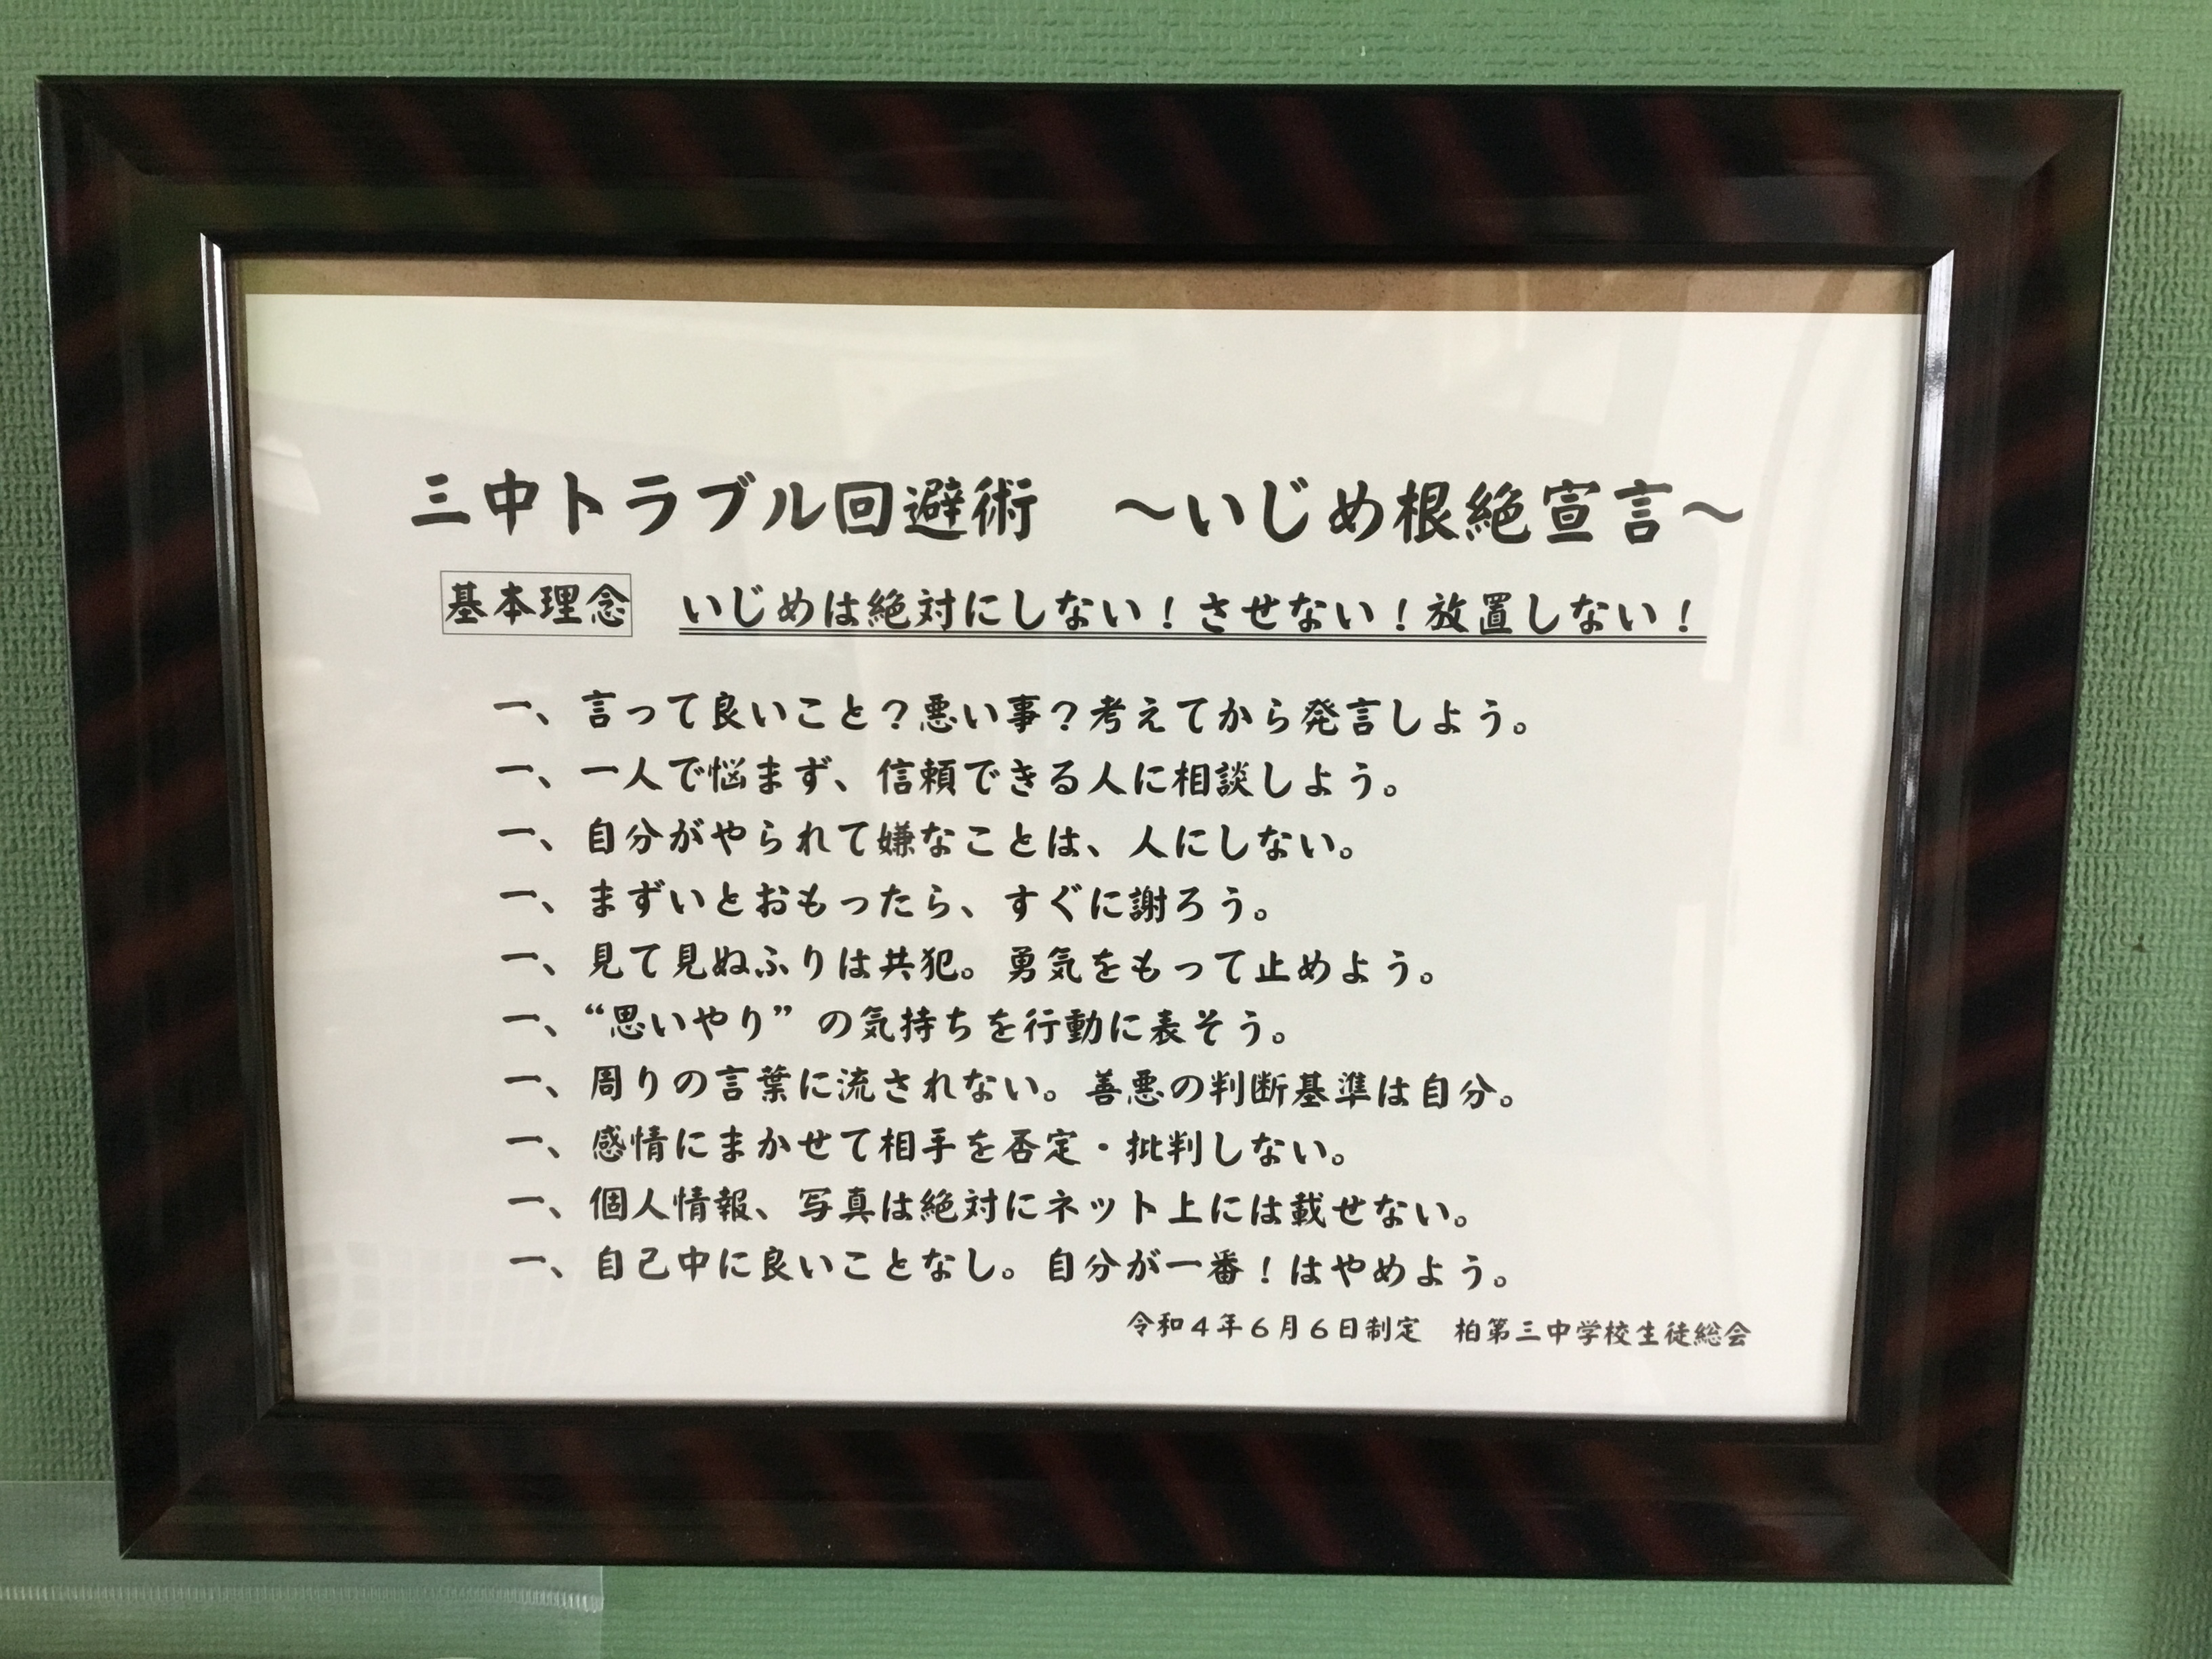 三中トラブル回避術　～いじめ根絶宣言～
基本理念　いじめは絶対にしない！させない！放置しない！
一、言って良いこと？悪い事？考えてから発言しよう。
一、一人で悩まず、信頼できる人に相談しよう。
一、自分がやられて嫌なことは、人にしない。
一、まずいとおもったら、すぐに謝ろう。
一、見て見ぬふりは共犯。勇気をもって止めよう。
一、“思いやり”の気持ちを行動に表そう。
一、周りの言葉に流されない。善悪の判断基準は自分。
一、感情にまかせて相手を否定・批判しない。
一、個人情報、写真は絶対にネット上には載せない。
一、自己中に良いことなし。自分が一番！はやめよう。
令和４年６月６日制定　柏第三中学校生徒総会